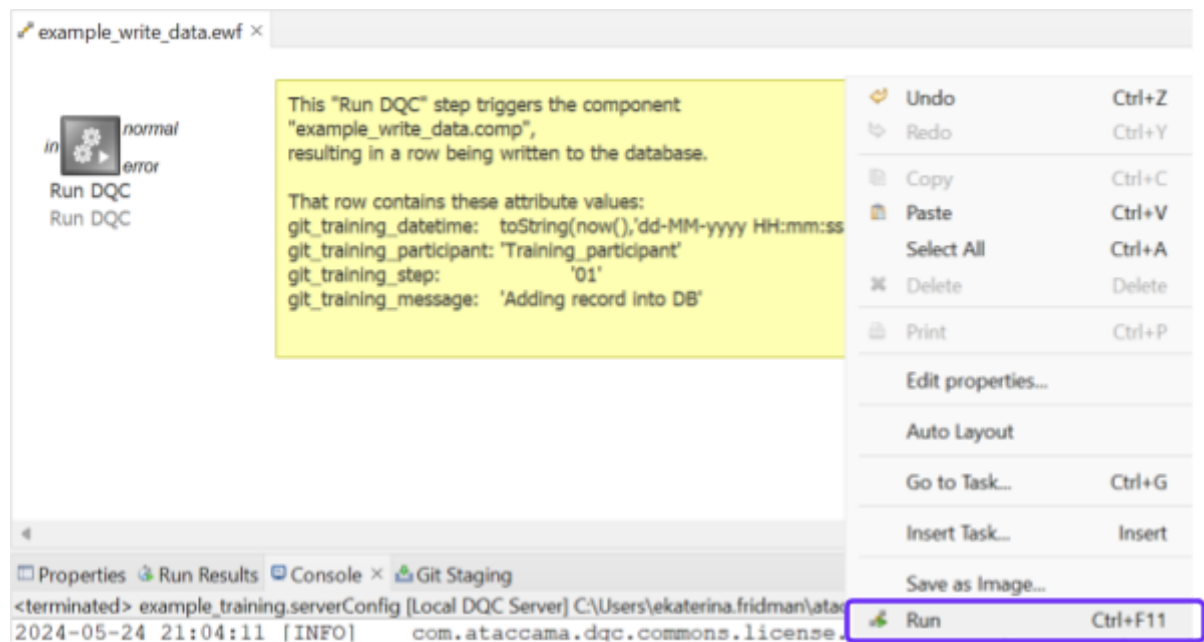 example_write_data.ewf
in
normal
error
Run DQC
Run DQC
This "Run DQC" step triggers the component
"example_write_data.comp",
resulting in a row being written to the database.
That row contains these attribute values:
git_training_datetime: toString(now(),'dd-MM-yyyy HH:mm:ss
git_training_participant: 'Training_participant'
git_training_step: '01'
git_training_message: 'Adding record into DB'
Undo Ctrl+Z
Redo Ctrl+Y
Copy Ctrl+C
Paste Ctrl+V
Select All Ctrl+A
Delete Delete
Print Ctrl+P
Edit properties...
Auto Layout
Go to Task... Ctrl+G
Insert Task... Insert
Save as Image...
Run Ctrl+F11
Properties Run Results Console Git Staging
<terminated> example_training.serverConfig [Local DQC Server] C:\Users\ekaterina.fridman\atac
2024-05-24 21:04:11 [INFO] com.ataccama.dqc.commons.license.